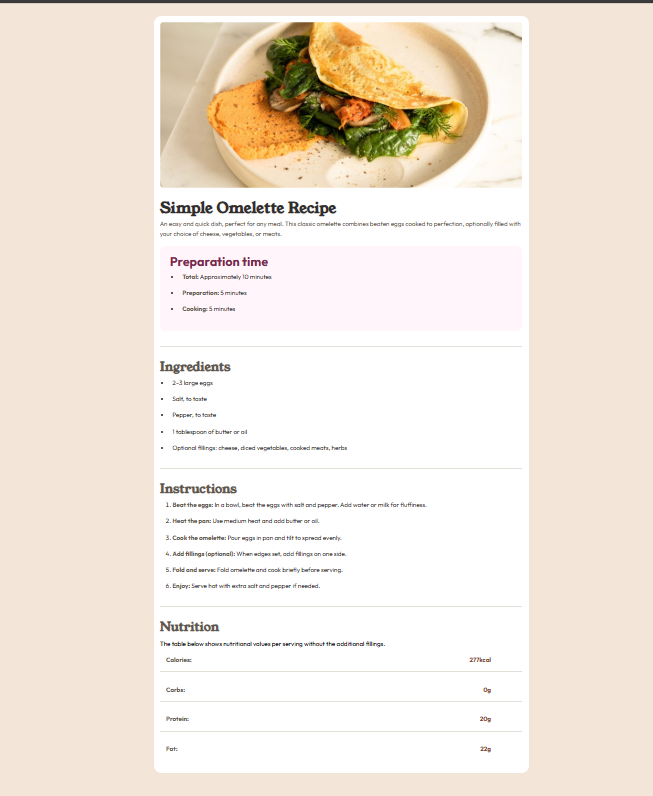 Simple Omelette Recipe
An easy and quick dish, perfect for any meal. This classic omelette combines beaten eggs cooked to perfection, optionally filled with
your choice of cheese, vegetables, or meats.
Preparation time
• Total: Approximately 10 minutes
• Preparation: 5 minutes
• Cooking: 5 minutes
Ingredients
• 2-3 large eggs
• Salt, to taste
• Pepper, to taste
• 1 tablespoon of butter or oil
• Optional fillings: cheese, diced vegetables, cooked meats, herbs
Instructions
1. Beat the eggs: In a bowl, beat the eggs with salt and pepper. Add water or milk for fluffiness.
2. Heat the pan: Use medium heat and add butter or oil.
3. Cook the omelette: Pour eggs in pan and tilt to spread evenly.
4. Add fillings (optional): When edges set, add fillings on one side.
5. Fold and serve: Fold omelette and cook briefly before serving.
6. Enjoy: Serve hot with extra salt and pepper if needed.
Nutrition
The table below shows nutritional values per serving without the additional fillings.
Calories: 277kcal
Carbs: 0g
Protein: 20g
Fat: 22g